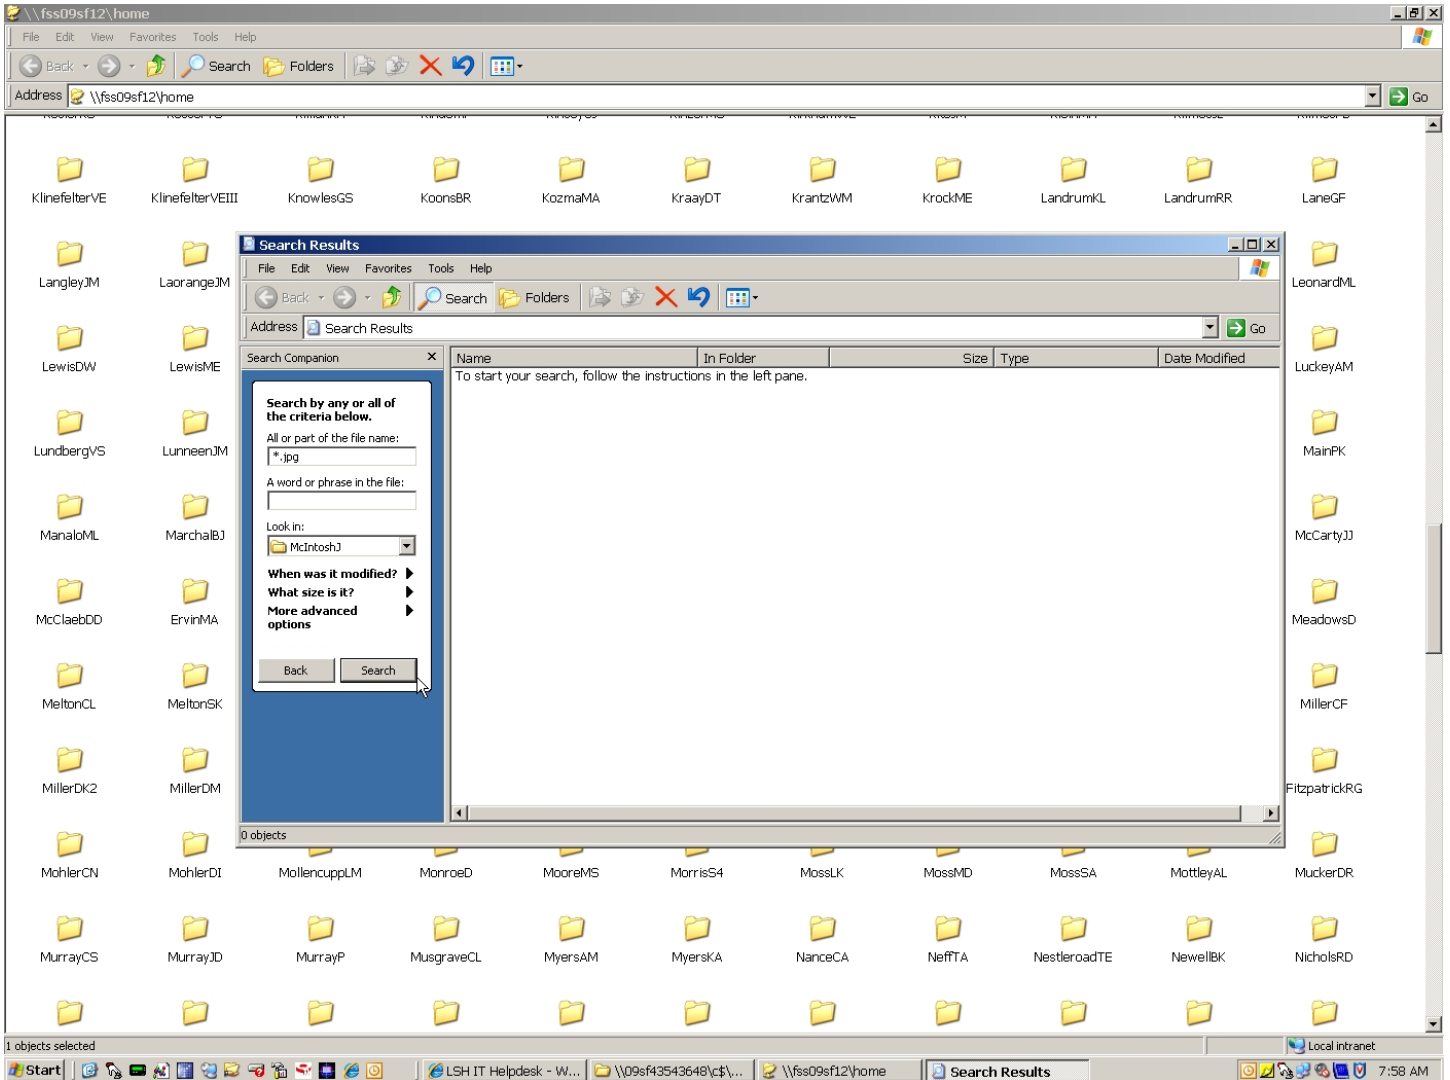 \\fss09sf12\home
File Edit View Favorites Tools Help
Back Search Folders
Address \\fss09sf12\home Go
KlinefelterVE KlinefelterVEIII KnowlesGS KoonsBR KozmaMA KraayDT KrantzWM KrockME LandrumKL LandrumRR LaneGF
Search Results
File Edit View Favorites Tools Help
LangleyJM LaorangeJM LeonardML
Back Search Folders
Address Search Results Go
Search Companion Name In Folder Size Type Date Modified
LewisDW LewisME LuckeyAM
To start your search, follow the instructions in the left pane.
Search by any or all of
the criteria below.
All or part of the file name:
*.jpg
LundbergVS LunneenJM MainPK
A word or phrase in the file:
Look in:
ManaloML MarchalBJ McCartyJJ
McIntoshJ
When was it modified?
What size is it?
More advanced
options
McClaebDD ErvinMA MeadowsD
Back Search
MeltonCL MeltonSK MillerCF
MillerDK2 MillerDM FitzpatrickRG
0 objects
MohlerCN MohlerDI MollencuppLM MonroeD MooreMS MorrisS4 MossLK MossMD MossSA MottleyAL MuckerDR
MurrayCS MurrayJD MurrayP MusgraveCL MyersAM MyersKA NanceCA NeffTA NestleroadTE NewellBK NicholsRD
1 objects selected Local intranet
Start LSH IT Helpdesk - W... \\09sf43543648\c$\... \\fss09sf12\home Search Results 7:58 AM